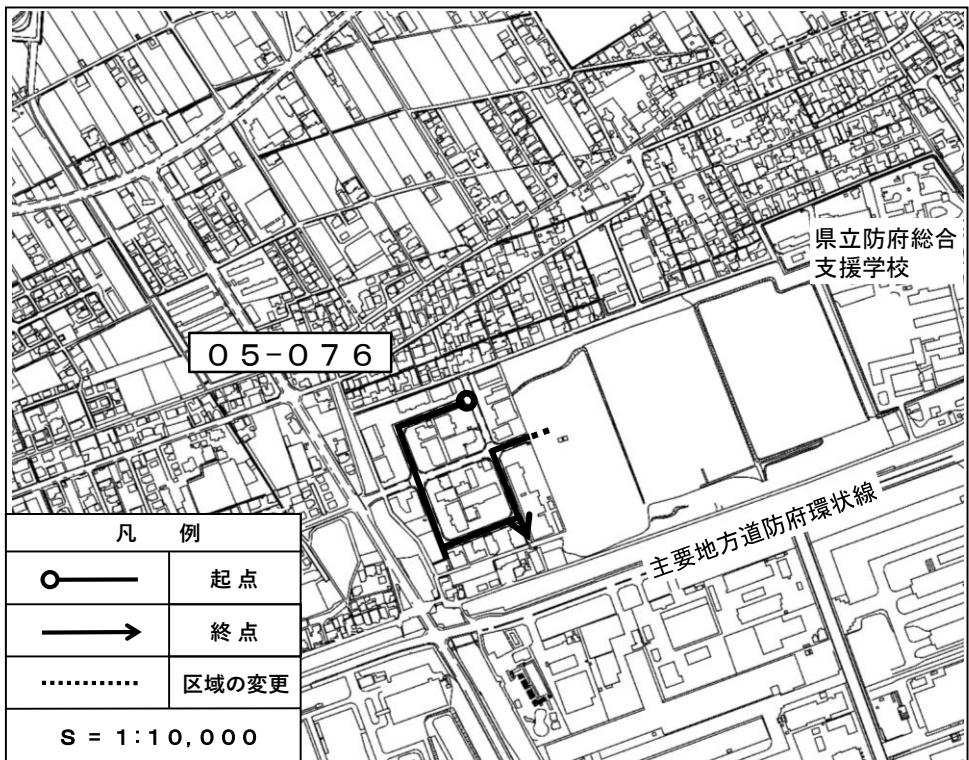 県立防府総合
支援学校
05-076
主要地方道防府環状線
凡 例
起点
終点
区域の変更
S = 1:10,000